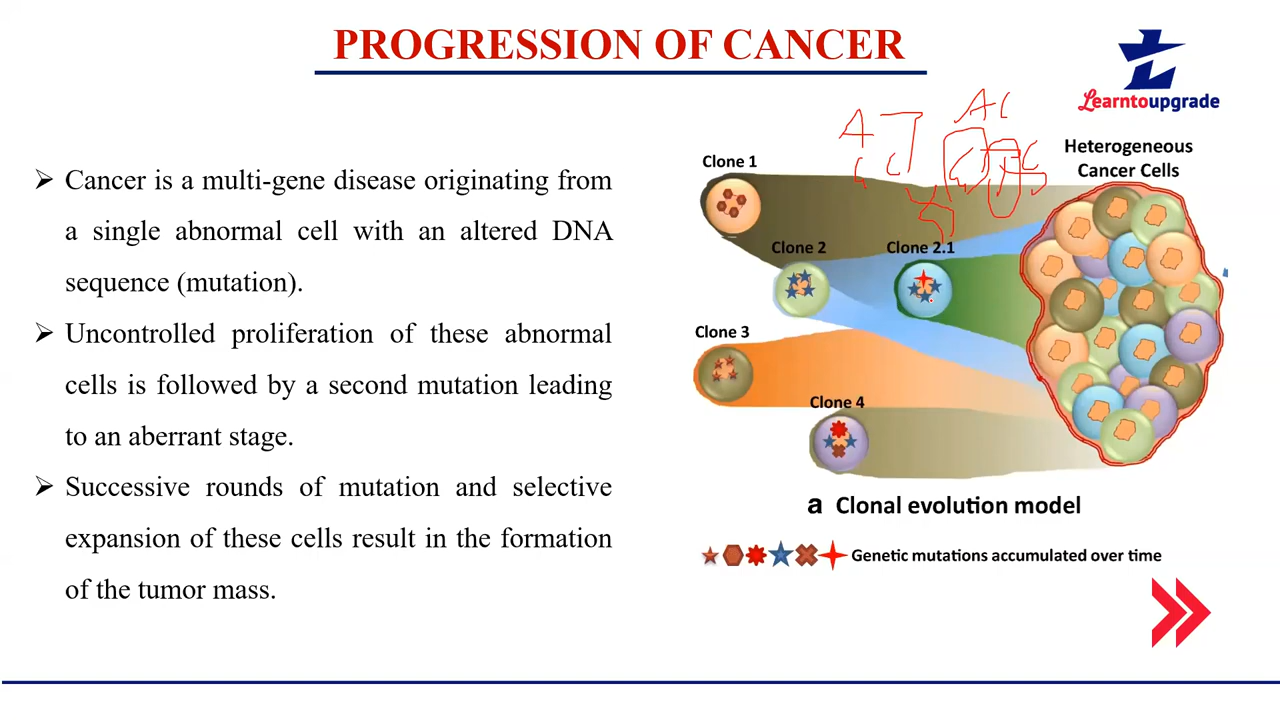 PROGRESSION OF CANCER
Learntoupgrade
➢ Cancer is a multi-gene disease originating from
a single abnormal cell with an altered DNA
sequence (mutation).
➢ Uncontrolled proliferation of these abnormal
cells is followed by a second mutation leading
to an aberrant stage.
➢ Successive rounds of mutation and selective
expansion of these cells result in the formation
of the tumor mass.
A T
AC
Heterogeneous
Cancer Cells
Clone 1
Clone 2
Clone 2.1
Clone 3
Clone 4
a Clonal evolution model
Genetic mutations accumulated over time